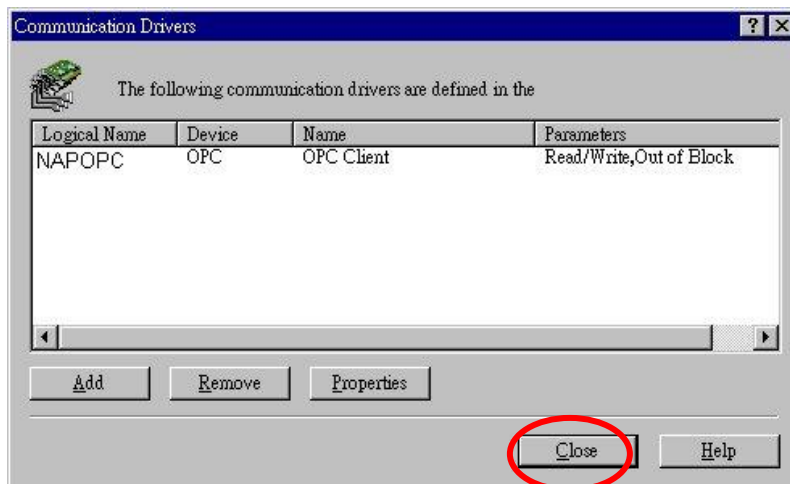 Communication Drivers
The following communication drivers are defined in the
Logical Name Device Name Parameters
NAPOPC OPC OPC Client Read/Write,Out of Block
Add Remove Properties
Close Help